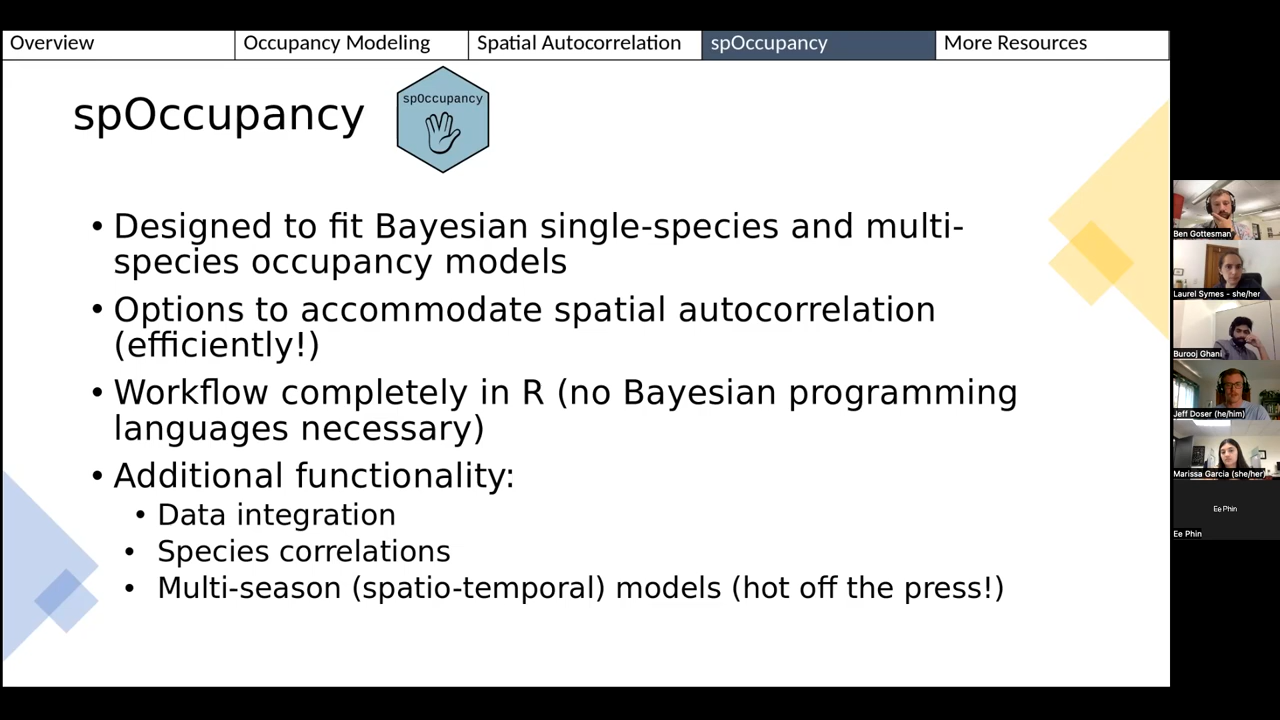 Overview
Occupancy Modeling
Spatial Autocorrelation
spOccupancy
More Resources
spOccupancy
spOccupancy
• Designed to fit Bayesian single-species and multi-
species occupancy models
• Options to accommodate spatial autocorrelation
(efficiently!)
• Workflow completely in R (no Bayesian programming
languages necessary)
• Additional functionality:
• Data integration
• Species correlations
• Multi-season (spatio-temporal) models (hot off the press!)
Ben Gottesman
Laurel Symes - she/her
Burooj Ghani
Jeff Doser (he/him)
Marissa Garcia (she/her)
Ee Phin
Ee Phin